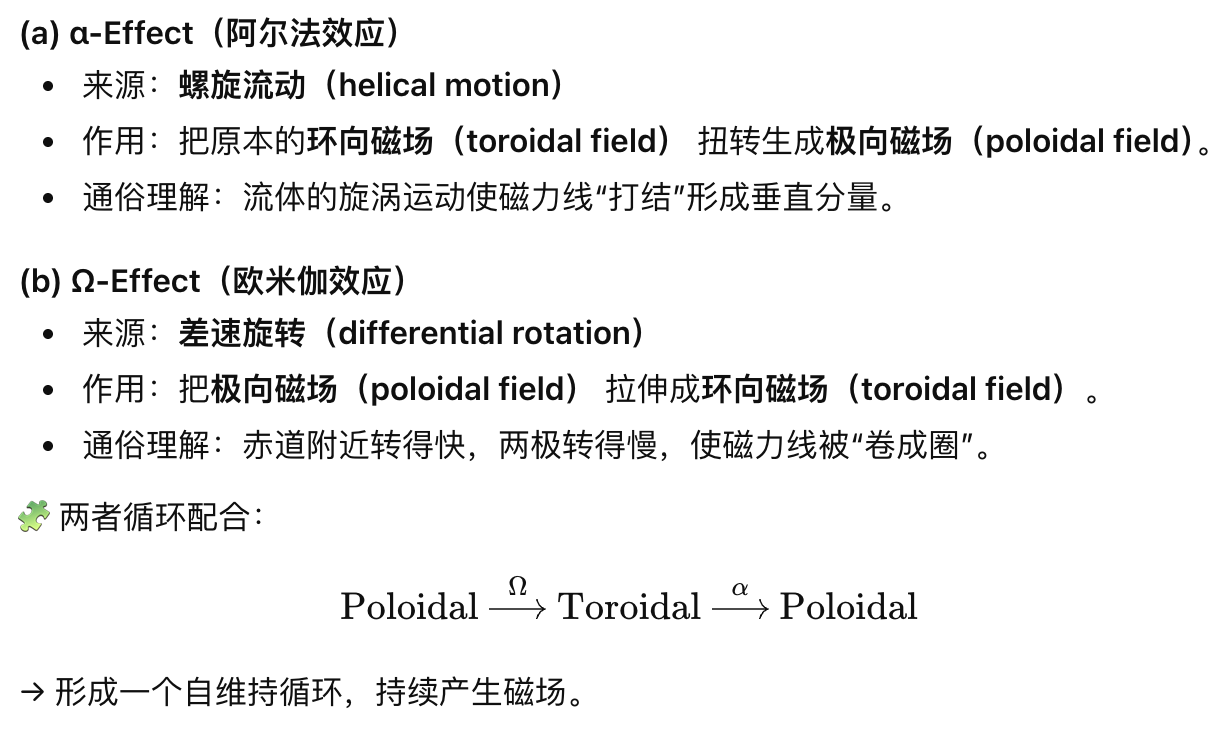 (a) α-Effect（阿尔法效应）
• 来源：螺旋流动（helical motion）
• 作用：把原本的环向磁场（toroidal field） 扭转生成极向磁场（poloidal field）。
• 通俗理解：流体的旋涡运动使磁力线“打结”形成垂直分量。
(b) Ω-Effect（欧米伽效应）
• 来源：差速旋转（differential rotation）
• 作用：把极向磁场（poloidal field） 拉伸成环向磁场（toroidal field）。
• 通俗理解：赤道附近转得快，两极转得慢，使磁力线被“卷成圈”。
🧩 两者循环配合：
Poloidal —Ω→ Toroidal —α→ Poloidal
→ 形成一个自维持循环，持续产生磁场。